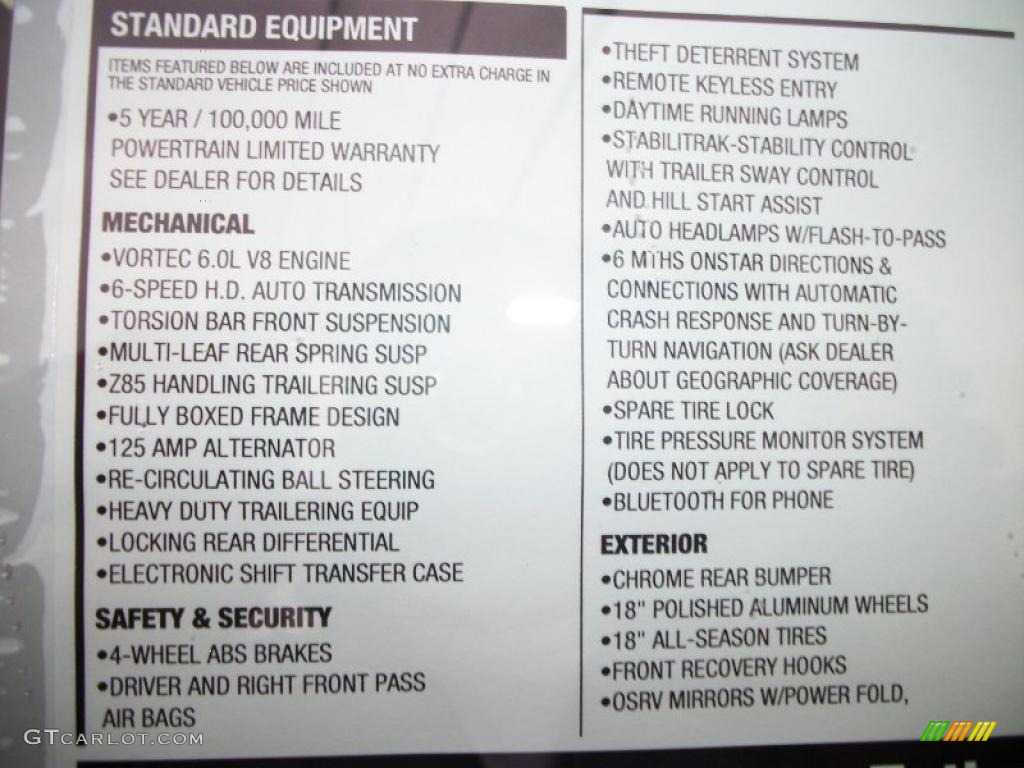 STANDARD EQUIPMENT
ITEMS FEATURED BELOW ARE INCLUDED AT NO EXTRA CHARGE IN
THE STANDARD VEHICLE PRICE SHOWN
•5 YEAR / 100,000 MILE
POWERTRAIN LIMITED WARRANTY
SEE DEALER FOR DETAILS
MECHANICAL
•VORTEC 6.0L V8 ENGINE
•6-SPEED H.D. AUTO TRANSMISSION
•TORSION BAR FRONT SUSPENSION
•MULTI-LEAF REAR SPRING SUSP
•Z85 HANDLING TRAILERING SUSP
•FULLY BOXED FRAME DESIGN
•125 AMP ALTERNATOR
•RE-CIRCULATING BALL STEERING
•HEAVY DUTY TRAILERING EQUIP
•LOCKING REAR DIFFERENTIAL
•ELECTRONIC SHIFT TRANSFER CASE
SAFETY & SECURITY
•4-WHEEL ABS BRAKES
•DRIVER AND RIGHT FRONT PASS
AIR BAGS
•THEFT DETERRENT SYSTEM
•REMOTE KEYLESS ENTRY
•DAYTIME RUNNING LAMPS
•STABILITRAK-STABILITY CONTROL
WITH TRAILER SWAY CONTROL
AND HILL START ASSIST
•AUTO HEADLAMPS W/FLASH-TO-PASS
•6 MTHS ONSTAR DIRECTIONS &
CONNECTIONS WITH AUTOMATIC
CRASH RESPONSE AND TURN-BY-
TURN NAVIGATION (ASK DEALER
ABOUT GEOGRAPHIC COVERAGE)
•SPARE TIRE LOCK
•TIRE PRESSURE MONITOR SYSTEM
(DOES NOT APPLY TO SPARE TIRE)
•BLUETOOTH FOR PHONE
EXTERIOR
•CHROME REAR BUMPER
•18" POLISHED ALUMINUM WHEELS
•18" ALL-SEASON TIRES
•FRONT RECOVERY HOOKS
•OSRV MIRRORS W/POWER FOLD,
GTCARLOT.COM